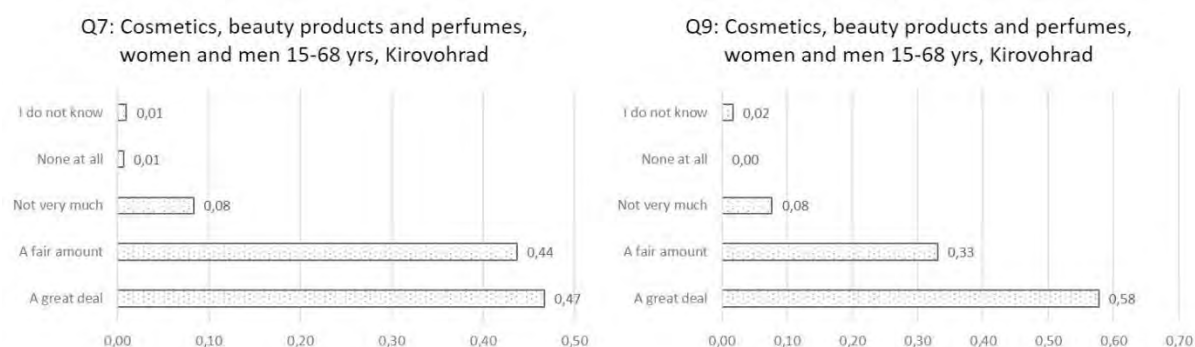 Q7: Cosmetics, beauty products and perfumes,
women and men 15-68 yrs, Kirovohrad
I do not know 0,01
None at all 0,01
Not very much 0,08
A fair amount 0,44
A great deal 0,47
0,00 0,10 0,20 0,30 0,40 0,50
Q9: Cosmetics, beauty products and perfumes,
women and men 15-68 yrs, Kirovohrad
I do not know 0,02
None at all 0,00
Not very much 0,08
A fair amount 0,33
A great deal 0,58
0,00 0,10 0,20 0,30 0,40 0,50 0,60 0,70